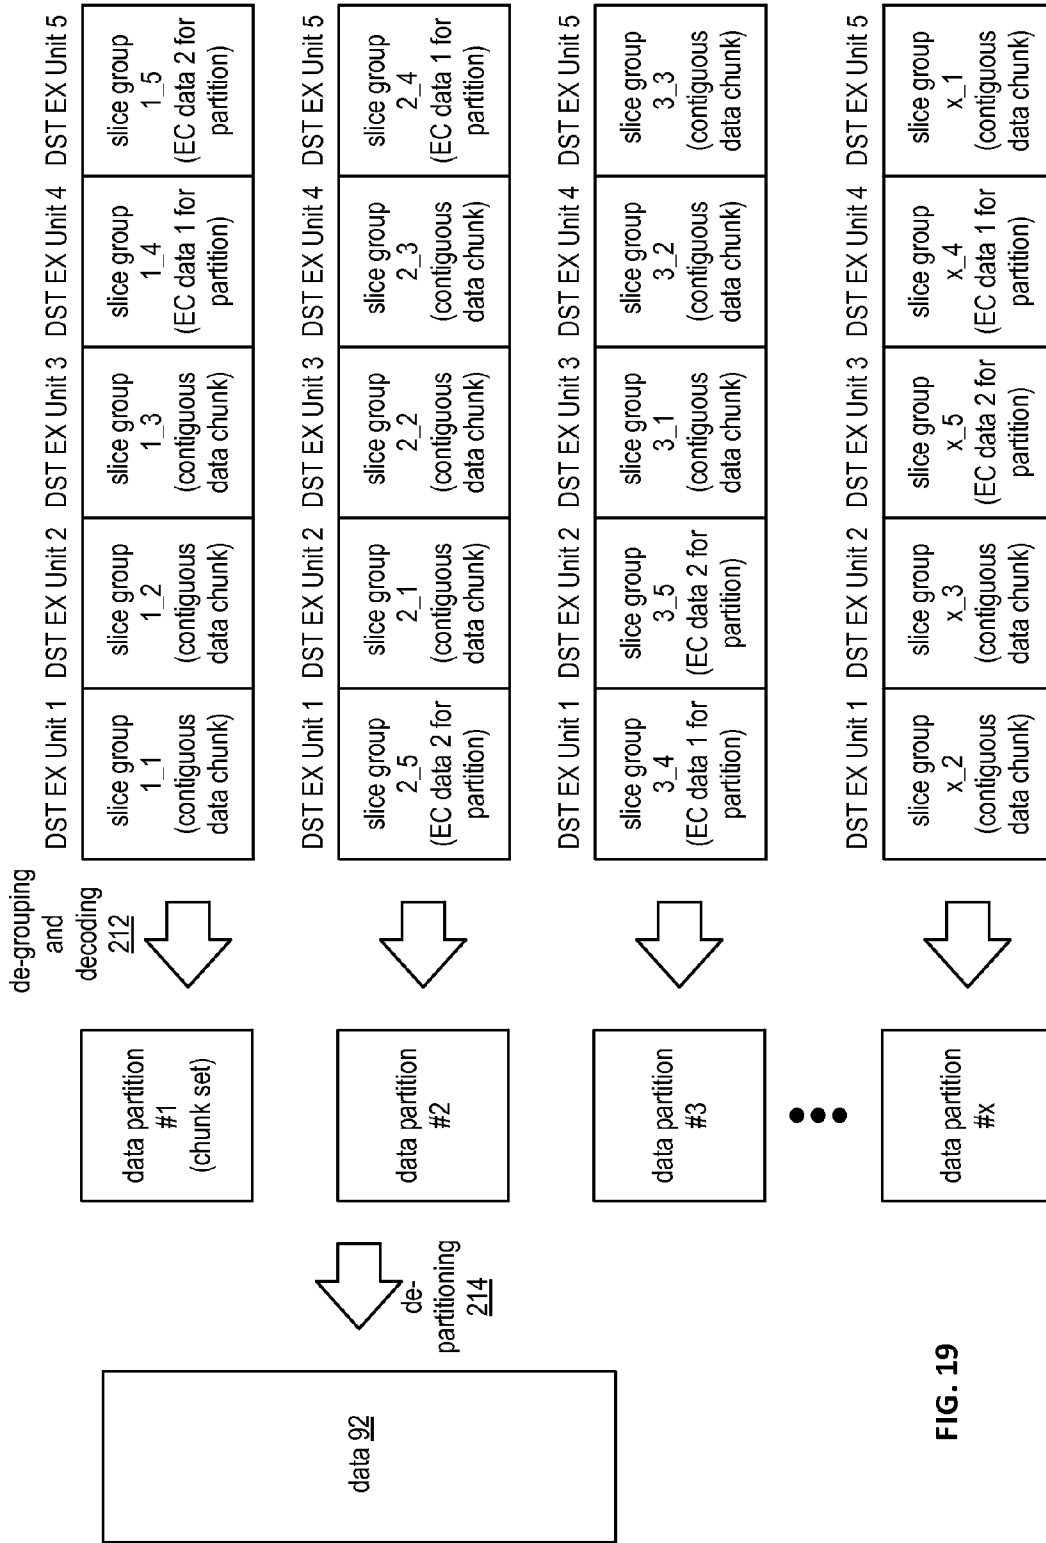 de-grouping
and
decoding
212
DST EX Unit 1
DST EX Unit 2
DST EX Unit 3
DST EX Unit 4
DST EX Unit 5
data partition
#1
(chunk set)
slice group
1_1
(contiguous
data chunk)
slice group
1_2
(contiguous
data chunk)
slice group
1_3
(contiguous
data chunk)
slice group
1_4
(EC data 1 for
partition)
slice group
1_5
(EC data 2 for
partition)
data 92
de-
partitioning
214
DST EX Unit 1
DST EX Unit 2
DST EX Unit 3
DST EX Unit 4
DST EX Unit 5
data partition
#2
slice group
2_5
(EC data 2 for
partition)
slice group
2_1
(contiguous
data chunk)
slice group
2_2
(contiguous
data chunk)
slice group
2_3
(contiguous
data chunk)
slice group
2_4
(EC data 1 for
partition)
DST EX Unit 1
DST EX Unit 2
DST EX Unit 3
DST EX Unit 4
DST EX Unit 5
data partition
#3
slice group
3_4
(EC data 1 for
partition)
slice group
3_5
(EC data 2 for
partition)
slice group
3_1
(contiguous
data chunk)
slice group
3_2
(contiguous
data chunk)
slice group
3_3
(contiguous
data chunk)
DST EX Unit 1
DST EX Unit 2
DST EX Unit 3
DST EX Unit 4
DST EX Unit 5
data partition
#x
slice group
x_2
(contiguous
data chunk)
slice group
x_3
(contiguous
data chunk)
slice group
x_5
(EC data 2 for
partition)
slice group
x_4
(EC data 1 for
partition)
slice group
x_1
(contiguous
data chunk)
FIG. 19